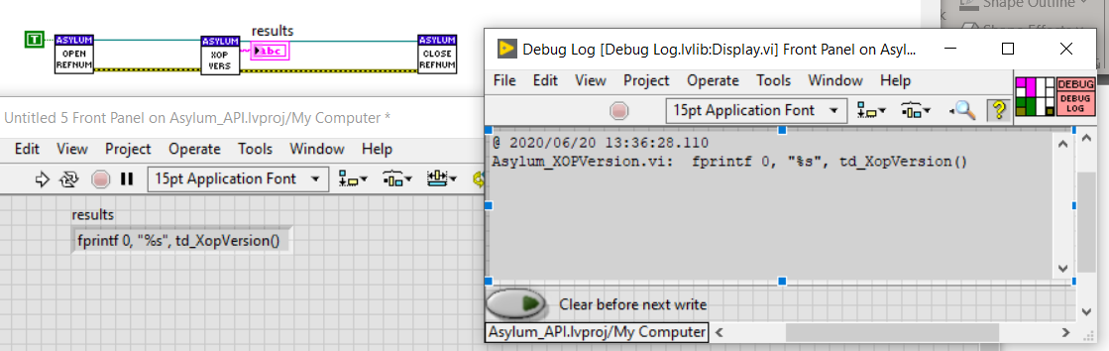 results
T
ASYLUM
OPEN
REFNUM
ASYLUM
XOP
VERS
abc
ASYLUM
CLOSE
REFNUM
Shape Outline
Untitled 5 Front Panel on Asylum_API.lvproj/My Computer *
Edit View Project Operate Tools Window Help
15pt Application Font
results
fprintf 0, "%s", td_XopVersion()
Debug Log [Debug Log.lvlib:Display.vi] Front Panel on Asyl...
File Edit View Project Operate Tools Window Help
15pt Application Font
?
DEBUG
DEBUG
LOG
@ 2020/06/20 13:36:28.110
Asylum_XOPVersion.vi: fprintf 0, "%s", td_XopVersion()
Clear before next write
Asylum_API.lvproj/My Computer